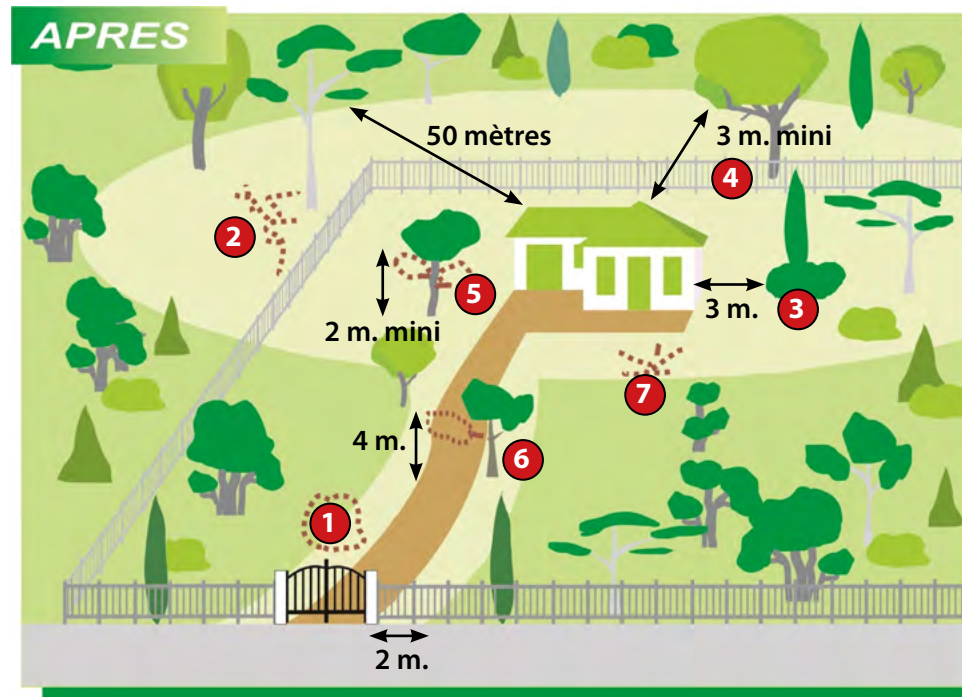 APRES
50 mètres
3 m. mini
4
2
5
3 m.
3
2 m. mini
7
4 m.
6
1
2 m.